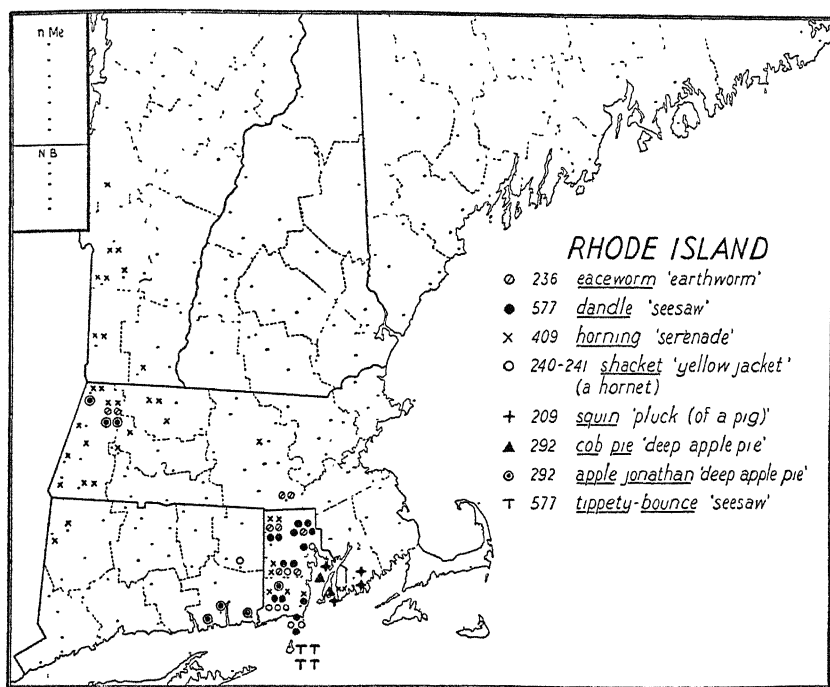 n Me
N B
RHODE ISLAND
236 eaceworm 'earthworm'
577 dandle 'seesaw'
409 horning 'serenade'
240-241 shacket 'yellow jacket'
(a hornet)
209 squin 'pluck (of a pig)'
292 cob pie 'deep apple pie'
292 apple jonathan 'deep apple pie'
577 tippety-bounce 'seesaw'